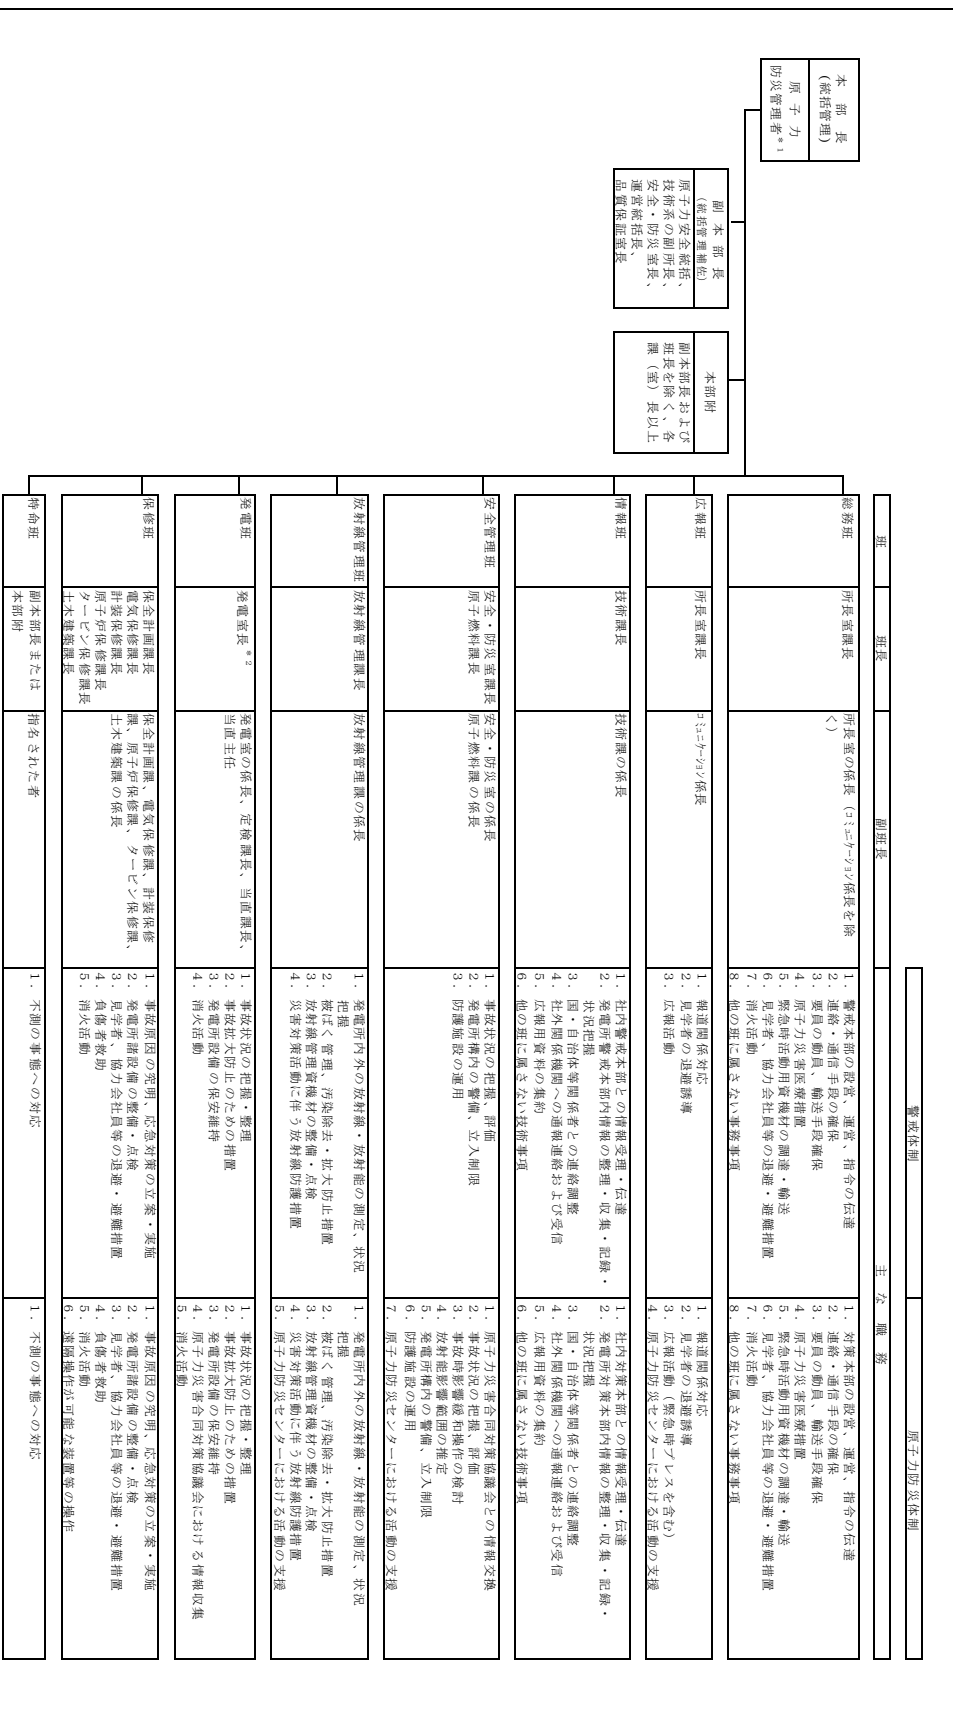 本 部 長
(統括管理)
原 子 力
防災管理者＊１
副 本 部 長
(統括管理補佐)
原子力安全統括、
技術系の副所長、
安全・防災室長、
運営統括長、
品質保証室長
本部附
副本部長および
班長を除く、各
課（室）長以上
警戒体制
原子力防災体制
班
班長
副班長
主 な 職 務
総務班
所長室課長
所長室の係長（ｺﾐｭﾆｹｰｼｮﾝ係長を除
く）
1. 警戒本部の設営、運営、指令の伝達
2. 連絡・通信手段の確保
3 要員の動員、輸送手段確保
4. 原子力災害医療措置
5. 緊急時活動用資機材の調達・輸送
6. 見学者、協力会社員等の退避・避難措置
7. 消火活動
8. 他の班に属さない事務事項
1. 対策本部の設営、運営、指令の伝達
2. 連絡・通信手段の確保
3 要員の動員、輸送手段確保
4. 原子力災害医療措置
5. 緊急時活動用資機材の調達・輸送
6. 見学者、協力会社員等の退避・避難措置
7. 消火活動
8. 他の班に属さない事務事項
広報班
所長室課長
ｺﾐｭﾆｹｰｼｮﾝ係長
1. 報道関係対応
2. 見学者の退避誘導
3. 広報活動
1. 報道関係対応
2. 見学者の退避誘導
3. 広報活動（緊急時プレスを含む）
4. 原子力防災センターにおける活動の支援
情報班
技術課長
技術課の係長
1. 社内警戒本部との情報受理・伝達
2 発電所警戒本部内情報の整理・収集・記録・
状況把握
3 国・自治体等関係者との連絡調整
4. 社外関係機関への通報連絡および受信
5. 広報用資料の集約
6. 他の班に属さない技術事項
1. 社内対策本部との情報受理・伝達
2 発電所対策本部内情報の整理・収集・記録・
状況把握
3 国・自治体等関係者との連絡調整
4. 社外関係機関への通報連絡および受信
5. 広報用資料の集約
6. 他の班に属さない技術事項
安全管理班
安全・防災室課長
原子燃料課長
安全・防災室の係長
原子燃料課の係長
1. 事故状況の把握、評価
2. 発電所構内の警備、立入制限
3. 防護施設の運用
1. 原子力災害合同対策協議会との情報交換
2. 事故状況の把握、評価
3 事故時影響緩和操作の検討
4. 放射能影響範囲の推定
5. 発電所構内の警備、立入制限
6. 防護施設の運用
7. 原子力防災センターにおける活動の支援
放射線管理班
放射線管理課長
放射線管理課の係長
1. 発電所内外の放射線・放射能の測定、状況
把握
2. 被ばく管理、汚染除去・拡大防止措置
3 放射線管理資機材の整備・点検
4. 災害対策活動に伴う放射線防護措置
1. 発電所内外の放射線・放射能の測定、状況
把握
2. 被ばく管理、汚染除去・拡大防止措置
3 放射線管理資機材の整備・点検
4. 災害対策活動に伴う放射線防護措置
5. 原子力防災センターにおける活動の支援
発電班
発電室長＊２
発電室の係長、定検課長、当直課長、
当直主任
1. 事故状況の把握・整理
2. 事故拡大防止のための措置
3 発電所設備の保安維持
4. 消火活動
1. 事故状況の把握・整理
2. 事故拡大防止のための措置
3 発電所設備の保安維持
4. 原子力災害合同対策協議会における情報収集
5. 消火活動
保修班
保全計画課長
電気保修課長
計装保修課長
原子炉保修課長
タービン保修課長
土木建築課長
保全計画課、電気保修課、計装保修
課、原子炉保修課、タービン保修課、
土木建築課の係長
1. 事故原因の究明、応急対策の立案・実施
2. 発電所諸設備の整備・点検
3 見学者、協力会社員等の退避・避難措置
4. 負傷者救助
5. 消火活動
1. 事故原因の究明、応急対策の立案・実施
2. 発電所諸設備の整備・点検
3 見学者、協力会社員等の退避・避難措置
4. 負傷者救助
5. 消火活動
6. 遠隔操作が可能な装置等の操作
特命班
副本部長または
本部附
指名された者
1. 不測の事態への対応
1. 不測の事態への対応